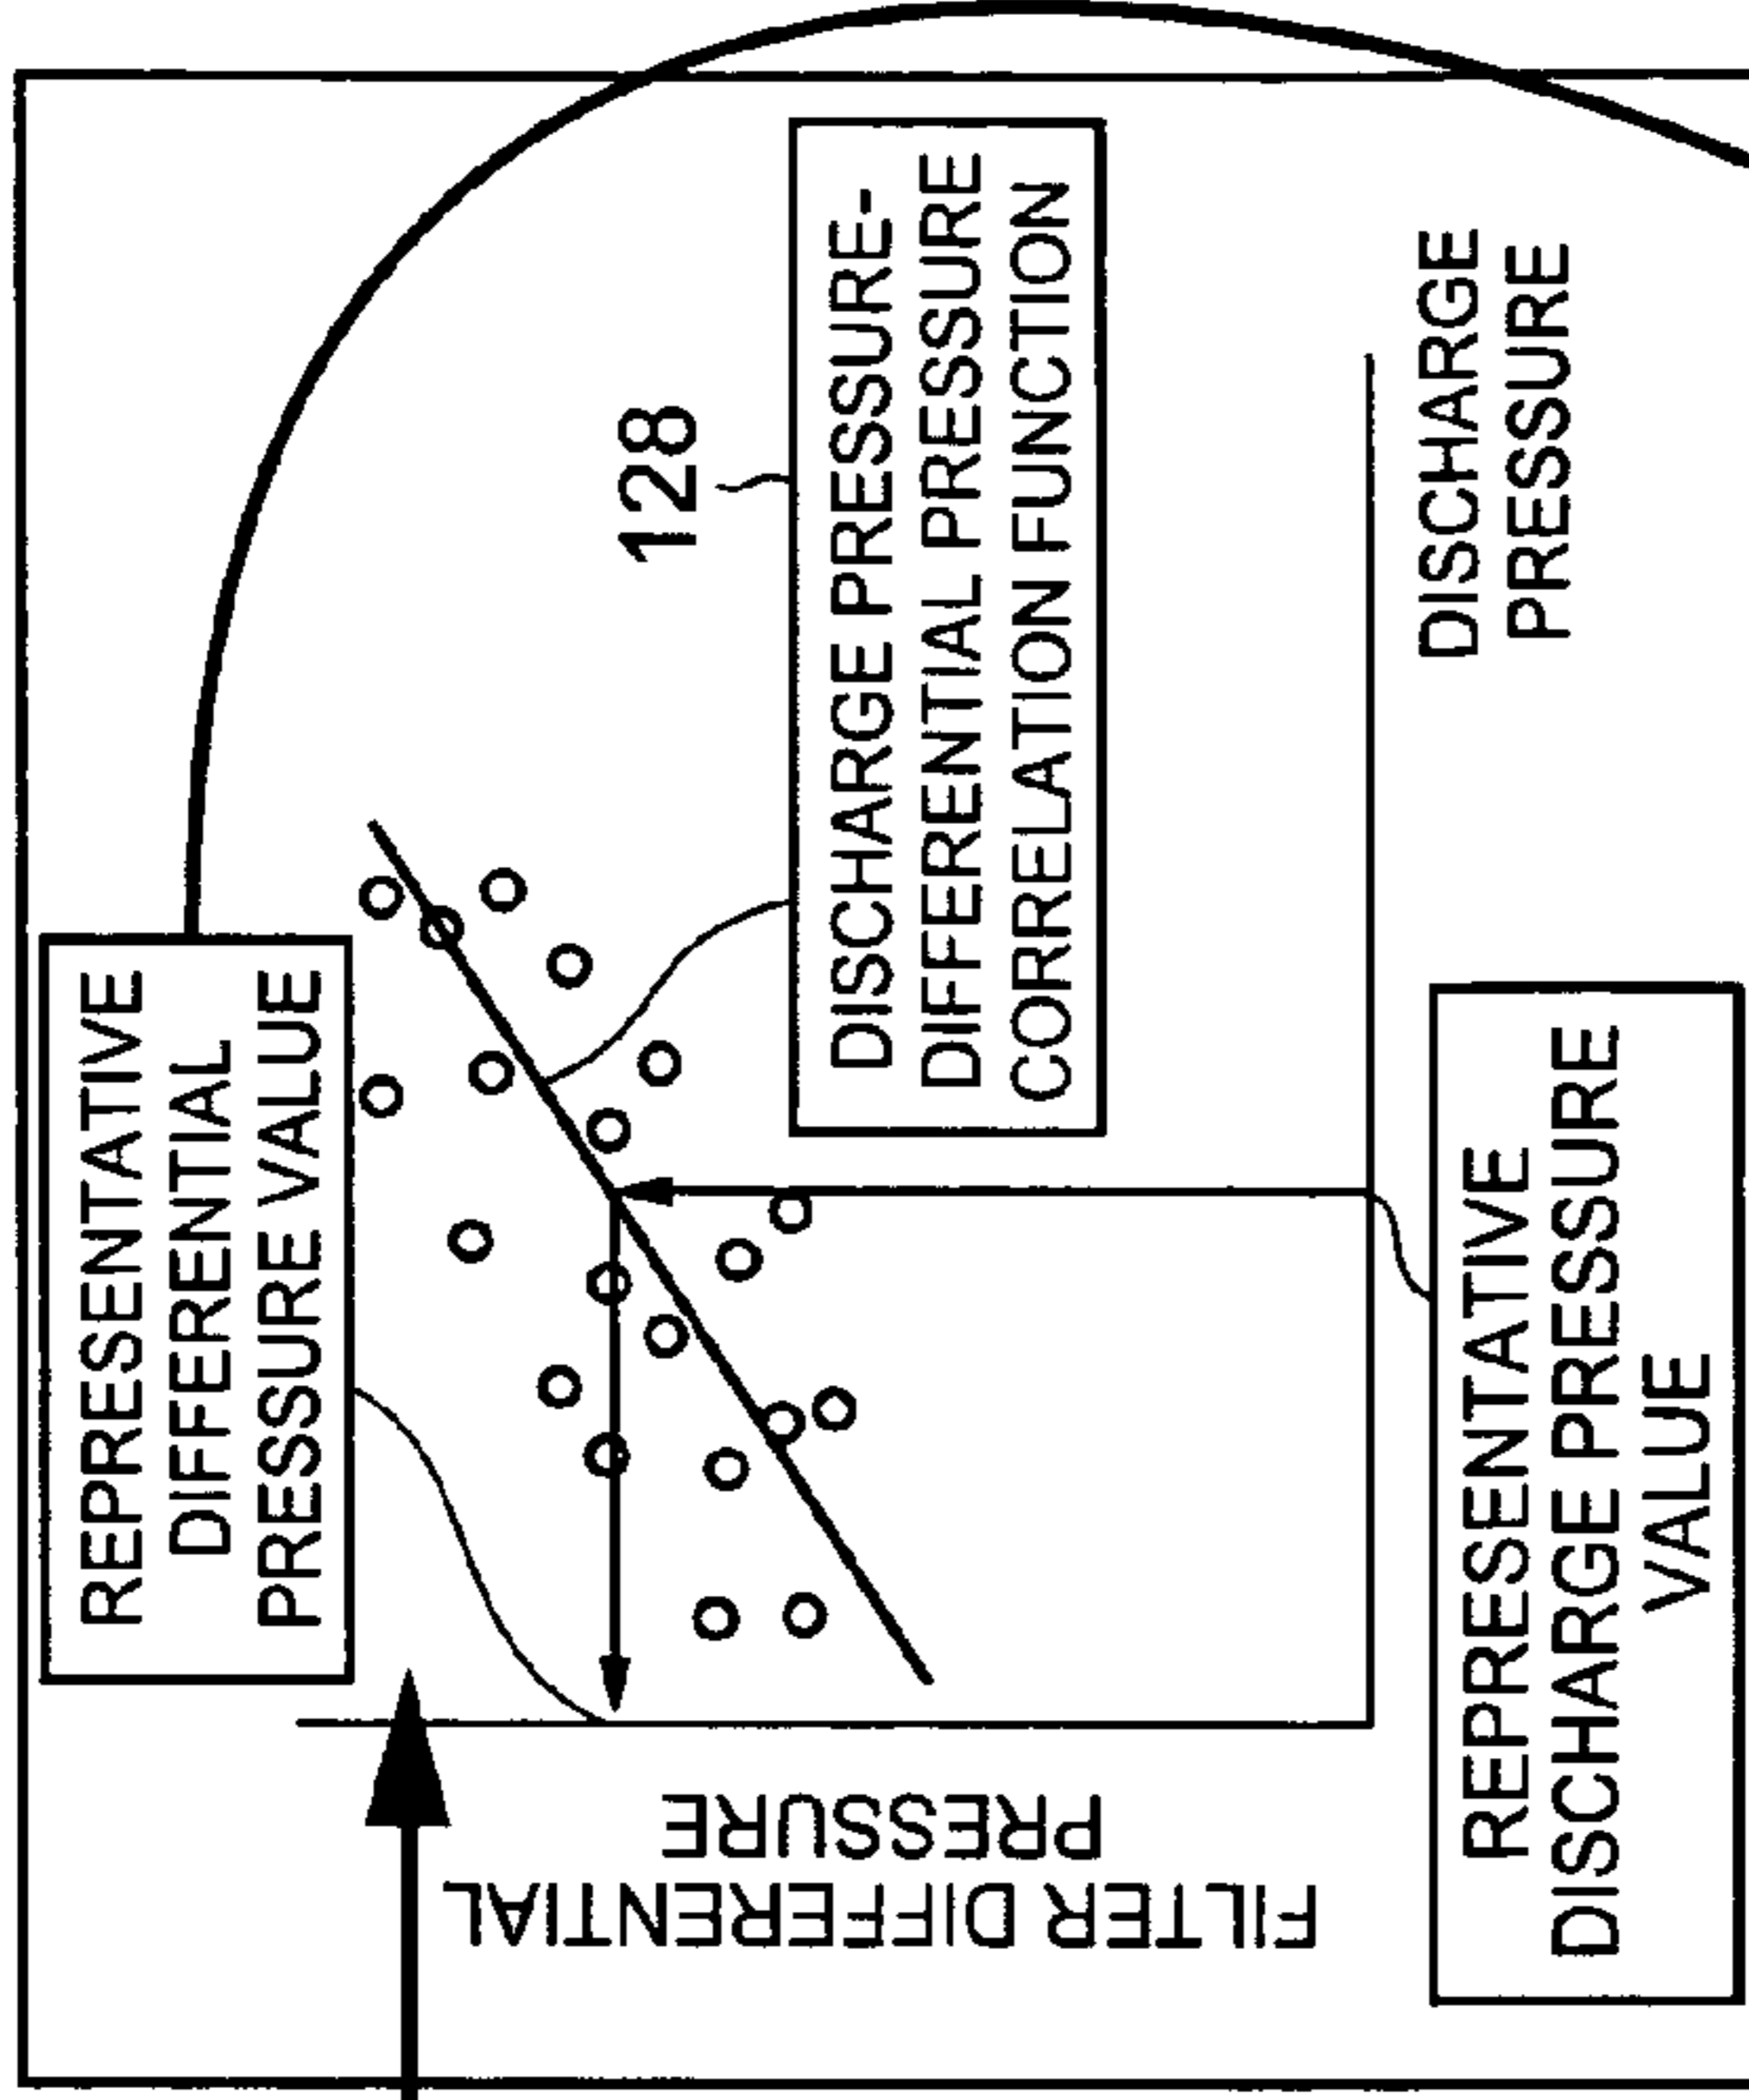 REPRESENTATIVE
DIFFERENTIAL
PRESSURE VALUE
128
DISCHARGE PRESSURE-
DIFFERENTIAL PRESSURE
CORRELATION FUNCTION
FILTER DIFFERENTIAL
PRESSURE
DISCHARGE
PRESSURE
REPRESENTATIVE
DISCHARGE PRESSURE
VALUE